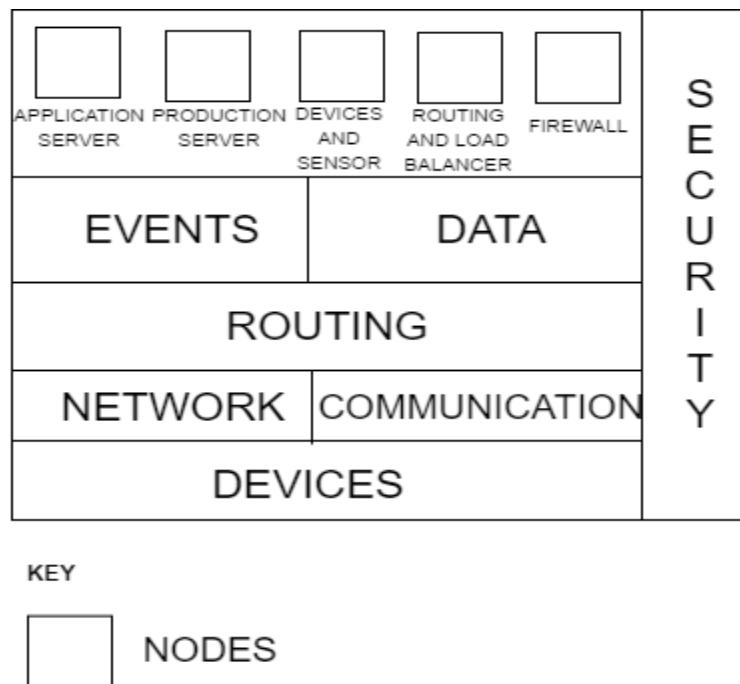 APPLICATION SERVER
PRODUCTION SERVER
DEVICES AND SENSOR
ROUTING AND LOAD BALANCER
FIREWALL
EVENTS
DATA
ROUTING
NETWORK
COMMUNICATION
DEVICES
SECURITY
KEY
NODES